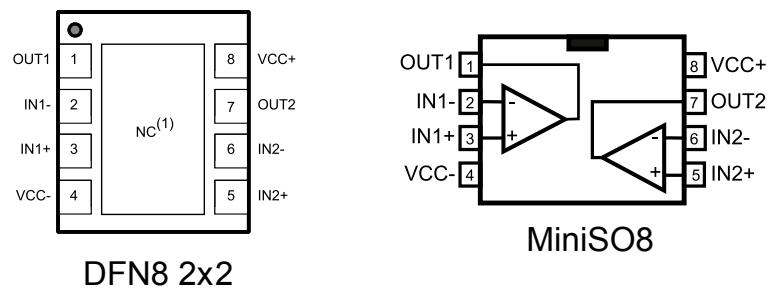 OUT1 1 8 VCC+
IN1- 2 7 OUT2
NC(1)
IN1+ 3 6 IN2-
VCC- 4 5 IN2+
DFN8 2x2
OUT1 1 8 VCC+
IN1- 2 - 7 OUT2
IN1+ 3 + - 6 IN2-
VCC- 4 + 5 IN2+
MiniSO8